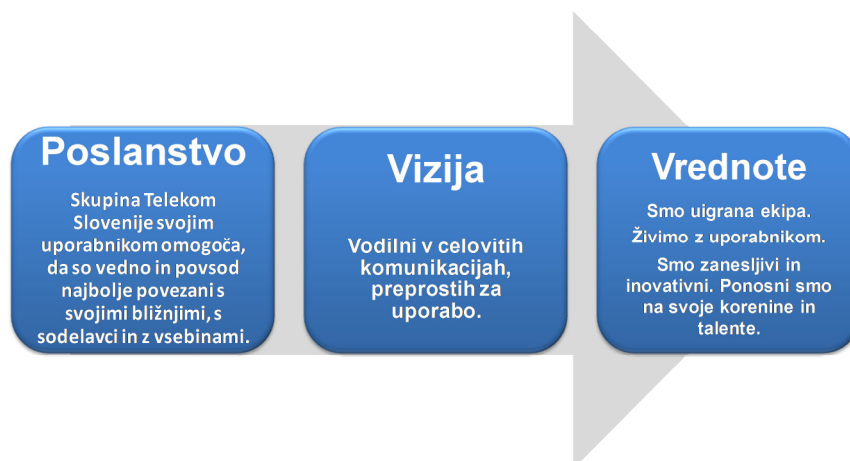 Poslanstvo
Skupina Telekom
Slovenije svojim
uporabnikom omogoča,
da so vedno in povsod
najbolje povezani s
svojimi bližnjimi, s
sodelavci in z vsebinami.
Vizija
Vodilni v celovitih
komunikacijah,
preprostih za
uporabo.
Vrednote
Smo uigrana ekipa.
Živimo z uporabnikom.
Smo zanesljivi in
inovativni. Ponosni smo
na svoje korenine in
talente.